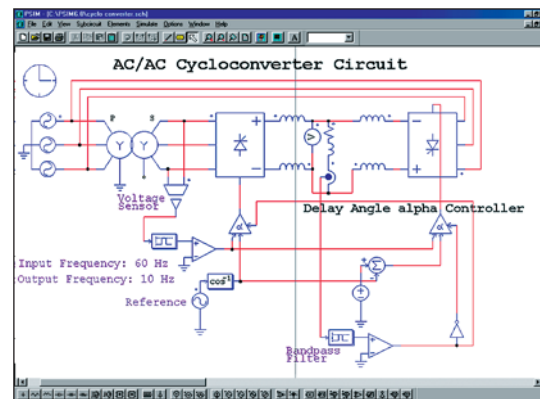 PSIM - [C:\PSIM6.0\cyclo converter.sch]
File Edit View Subcircuit Elements Simulate Options Window Help
AC/AC Cycloconverter Circuit
P S
Y Y
+ − V − +
Voltage Sensor
Delay Angle alpha Controller
α α
Input Frequency: 60 Hz
Output Frequency: 10 Hz
cos⁻¹
Σ
Reference
Bandpass Filter